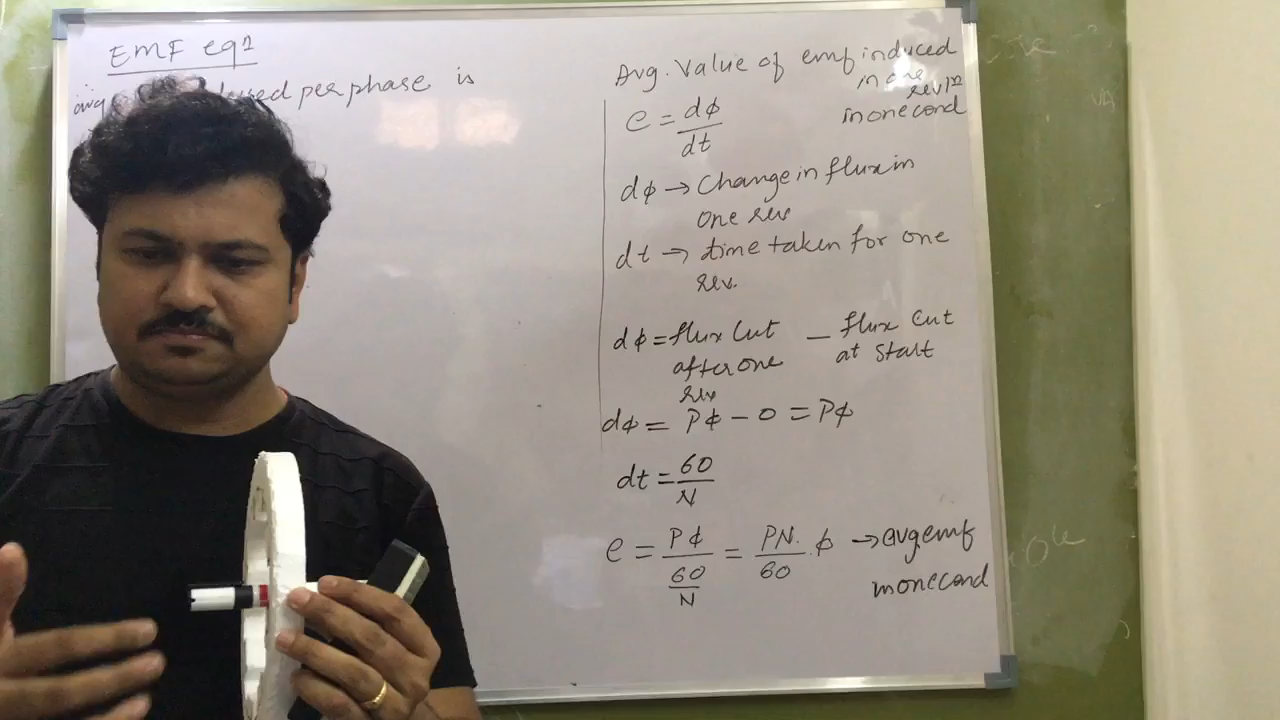 EMF eqn
avg per phase is
Avg. Value of emf induced
in one
rev in
in one cond
e = dϕ
dt
dϕ → Change in flux in
one rev
dt → time taken for one
rev.
dϕ = flux cut – flux cut
after one at start
rev
dϕ = Pϕ – 0 = Pϕ
dt = 60
N
e = Pϕ = PN. ϕ → avg emf
60 60 in one cond
N